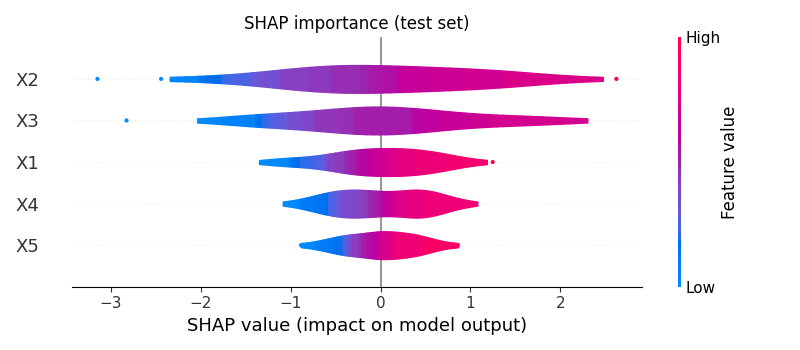 SHAP importance (test set)
High
X2
X3
X1
X4
X5
Feature value
Low
−3
−2
−1
0
1
2
SHAP value (impact on model output)